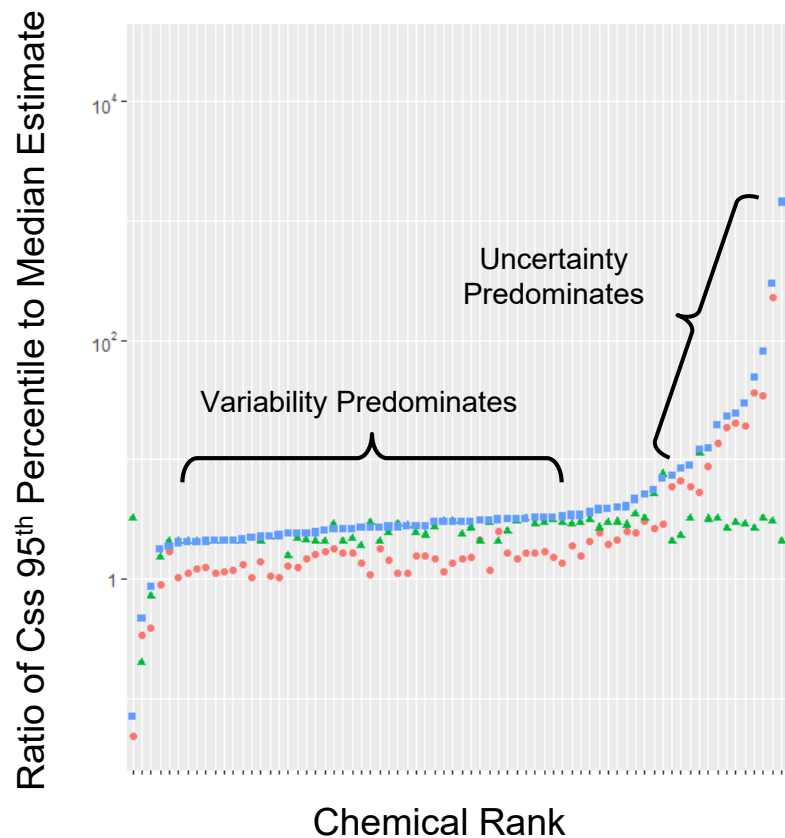 Ratio of Css 95th Percentile to Median Estimate
10^4
10^2
1
Uncertainty
Predominates
Variability Predominates
Chemical Rank